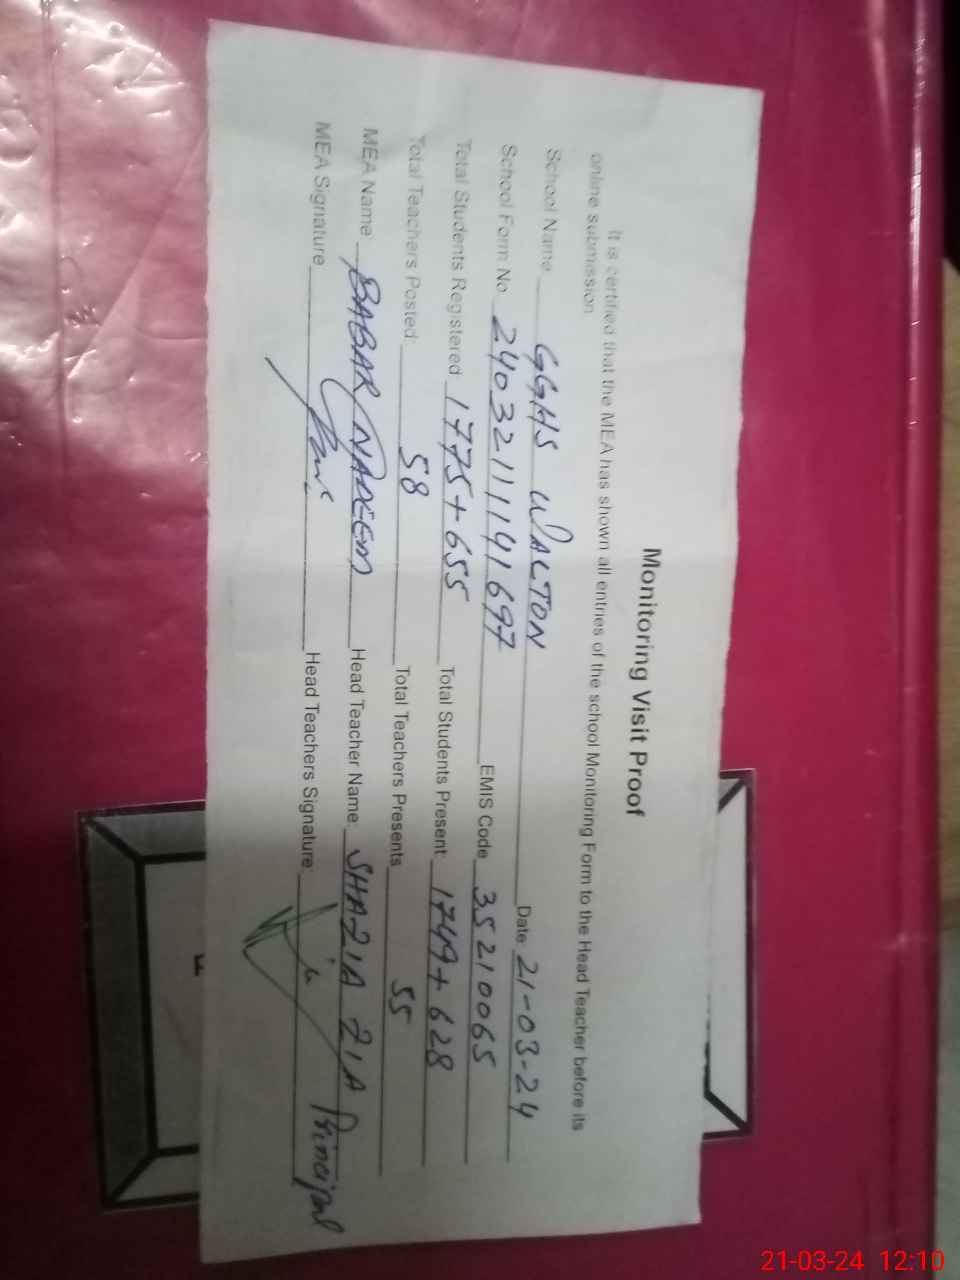 Monitoring Visit Proof
It is certified that the MEA has shown all entries of the school Monitoring Form to the Head Teacher before its
online submission
School Name GGHS WALTON Date: 21-03-24
School Form No 24032111141697 EMIS Code 35210065
Total Students Registered 1775+655 Total Students Present 1749+628
Total Teachers Posted: 58 Total Teachers Presents 55
MEA Name BABAR NADEEM Head Teacher Name: SHAZIA ZIA
MEA Signature Head Teachers Signature Principal
21-03-24 12:10